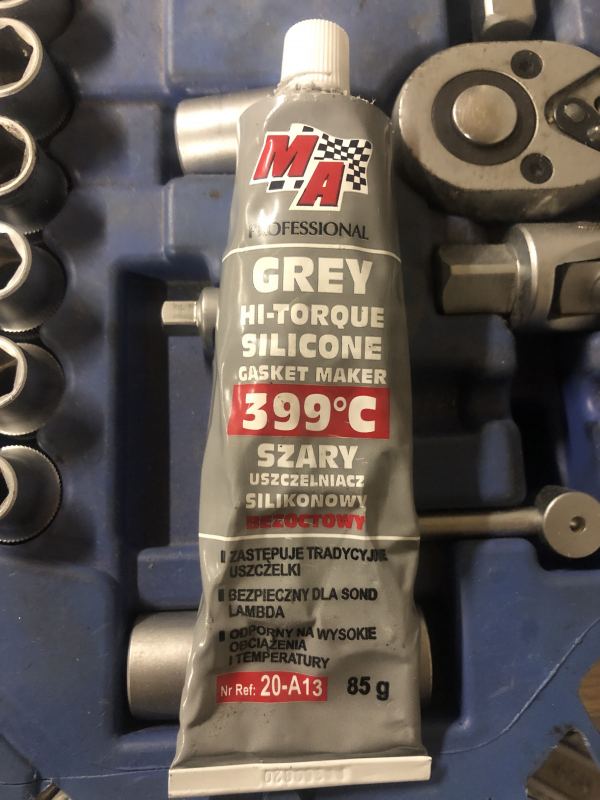 MA
PROFESSIONAL
GREY
HI-TORQUE
SILICONE
GASKET MAKER
399°C
SZARY
USZCZELNIACZ
SILIKONOWY
BEZOCTOWY
ZASTĘPUJE TRADYCYJNE
USZCZELKI
BEZPIECZNY DLA SOND
LAMBDA
ODPORNY NA WYSOKIE
OBCIĄŻENIA
I TEMPERATURY
Nr Ref: 20-A13 85 g